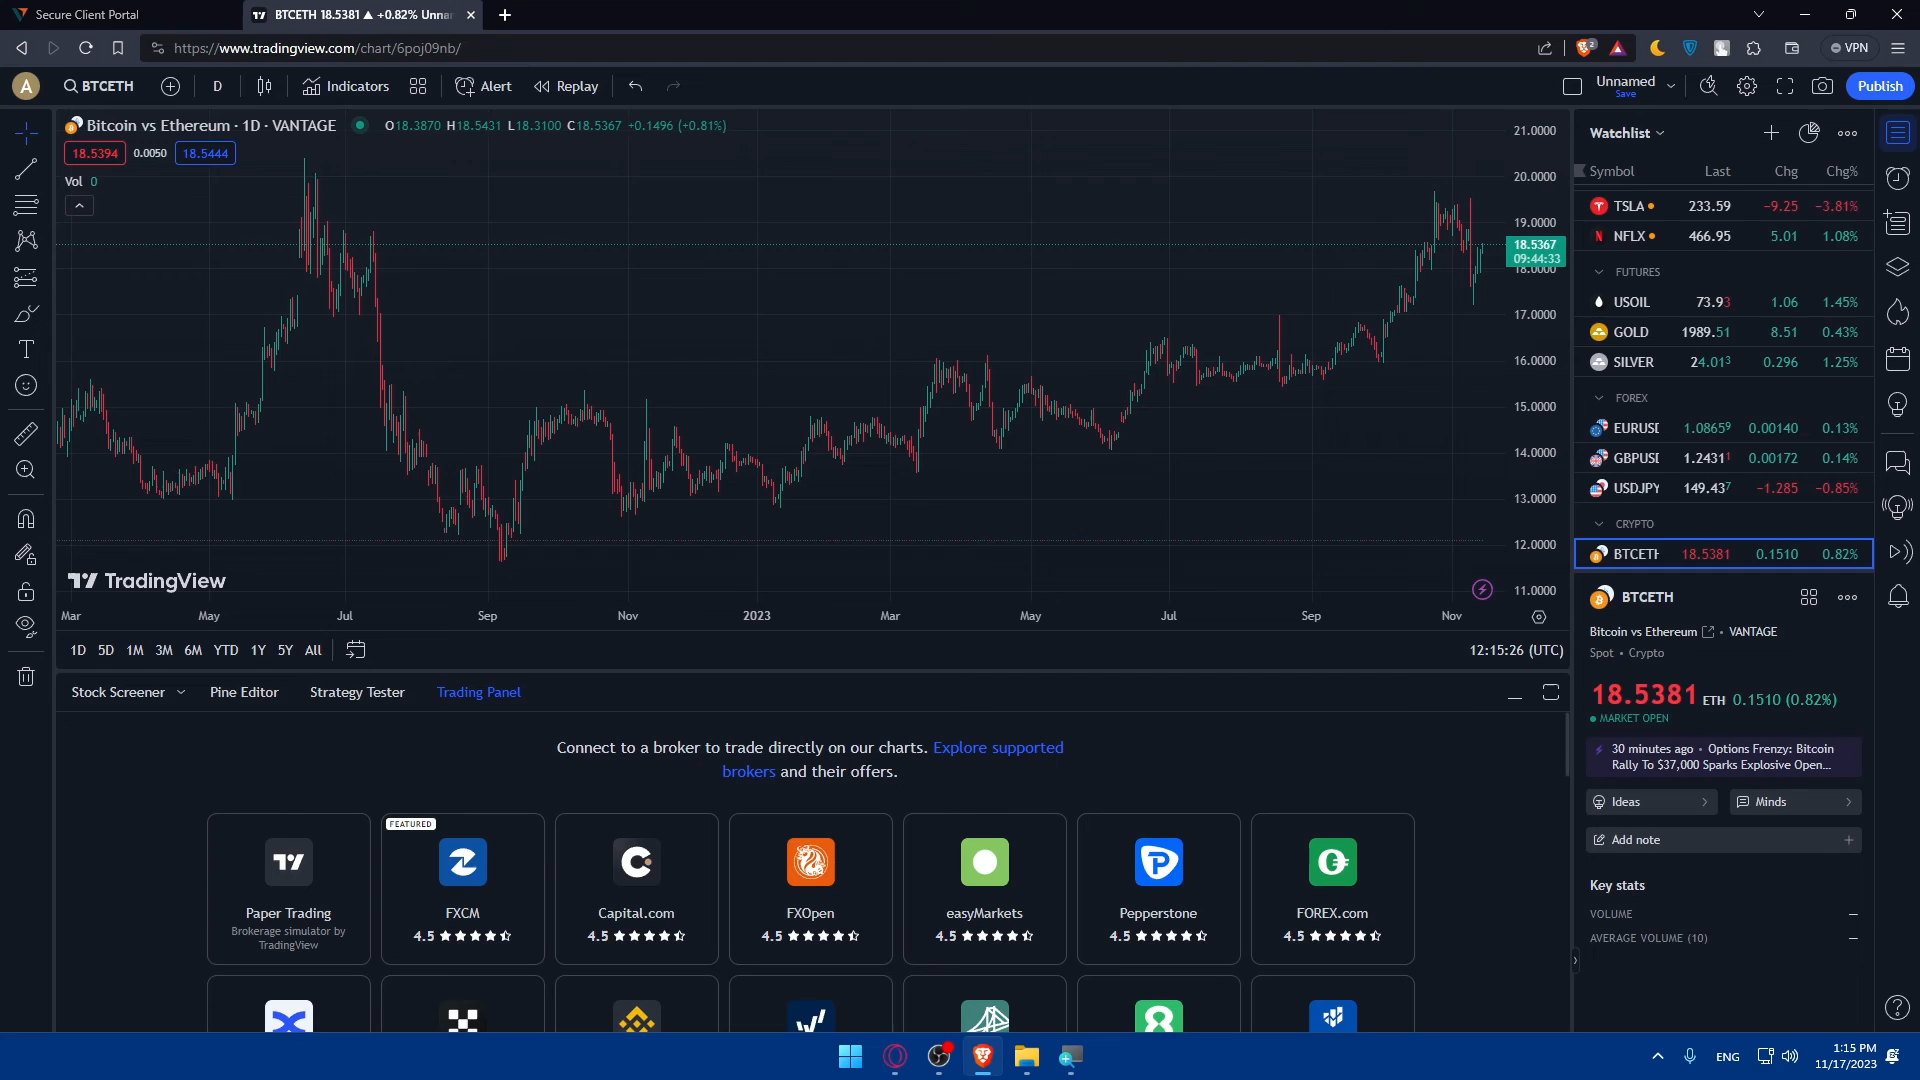 Secure Client Portal
BTCETH 18.5381 ▲ +0.82% Unnar
https://www.tradingview.com/chart/6poj09nb/
2
VPN
A
BTCETH
D
Indicators
Alert
Replay
Unnamed
Save
Publish
Bitcoin vs Ethereum · 1D · VANTAGE
O18.3870 H18.5431 L18.3100 C18.5367 +0.1496 (+0.81%)
18.5394
0.0050
18.5444
Vol 0
21.0000
20.0000
19.0000
18.5367
09:44:33
18.0000
17.0000
16.0000
15.0000
14.0000
13.0000
12.0000
11.0000
TradingView
Mar May Jul Sep Nov 2023 Mar May Jul Sep Nov
1D 5D 1M 3M 6M YTD 1Y 5Y All
12:15:26 (UTC)
Stock Screener
Pine Editor
Strategy Tester
Trading Panel
Connect to a broker to trade directly on our charts. Explore supported
brokers and their offers.
Paper Trading
Brokerage simulator by
TradingView
FEATURED
FXCM
4.5
Capital.com
4.5
FXOpen
4.5
easyMarkets
4.5
Pepperstone
4.5
FOREX.com
4.5
Watchlist
Symbol Last Chg Chg%
TSLA 233.59 −9.25 −3.81%
NFLX 466.95 5.01 1.08%
FUTURES
USOIL 73.93 1.06 1.45%
GOLD 1989.51 8.51 0.43%
SILVER 24.013 0.296 1.25%
FOREX
EURUSD 1.08659 0.00140 0.13%
GBPUSD 1.24311 0.00172 0.14%
USDJPY 149.437 −1.285 −0.85%
CRYPTO
BTCETH 18.5381 0.1510 0.82%
BTCETH
Bitcoin vs Ethereum • VANTAGE
Spot • Crypto
18.5381 ETH 0.1510 (0.82%)
MARKET OPEN
30 minutes ago • Options Frenzy: Bitcoin
Rally To $37,000 Sparks Explosive Open...
Ideas
Minds
Add note
Key stats
VOLUME —
AVERAGE VOLUME (10) —
ENG
1:15 PM
11/17/2023